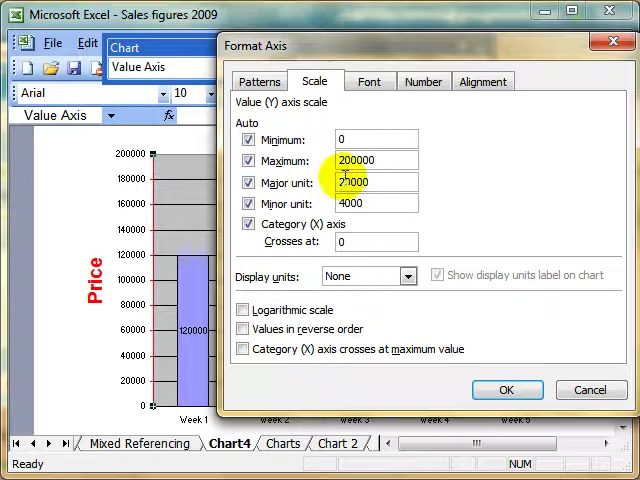 Microsoft Excel - Sales figures 2009
File Edit
Chart
Value Axis
Arial 10
Value Axis fx
Format Axis
Patterns Scale Font Number Alignment
Value (Y) axis scale
Auto
Minimum: 0
Maximum: 200000
Major unit: 20000
Minor unit: 4000
Category (X) axis
Crosses at: 0
Display units: None Show display units label on chart
Logarithmic scale
Values in reverse order
Category (X) axis crosses at maximum value
OK Cancel
200000
180000
160000
140000
120000
100000
80000
60000
40000
20000
0
Price
120000
Week 1 Week 2 Week 3 Week 4 Week 5
Mixed Referencing Chart4 Charts Chart 2
Ready NUM